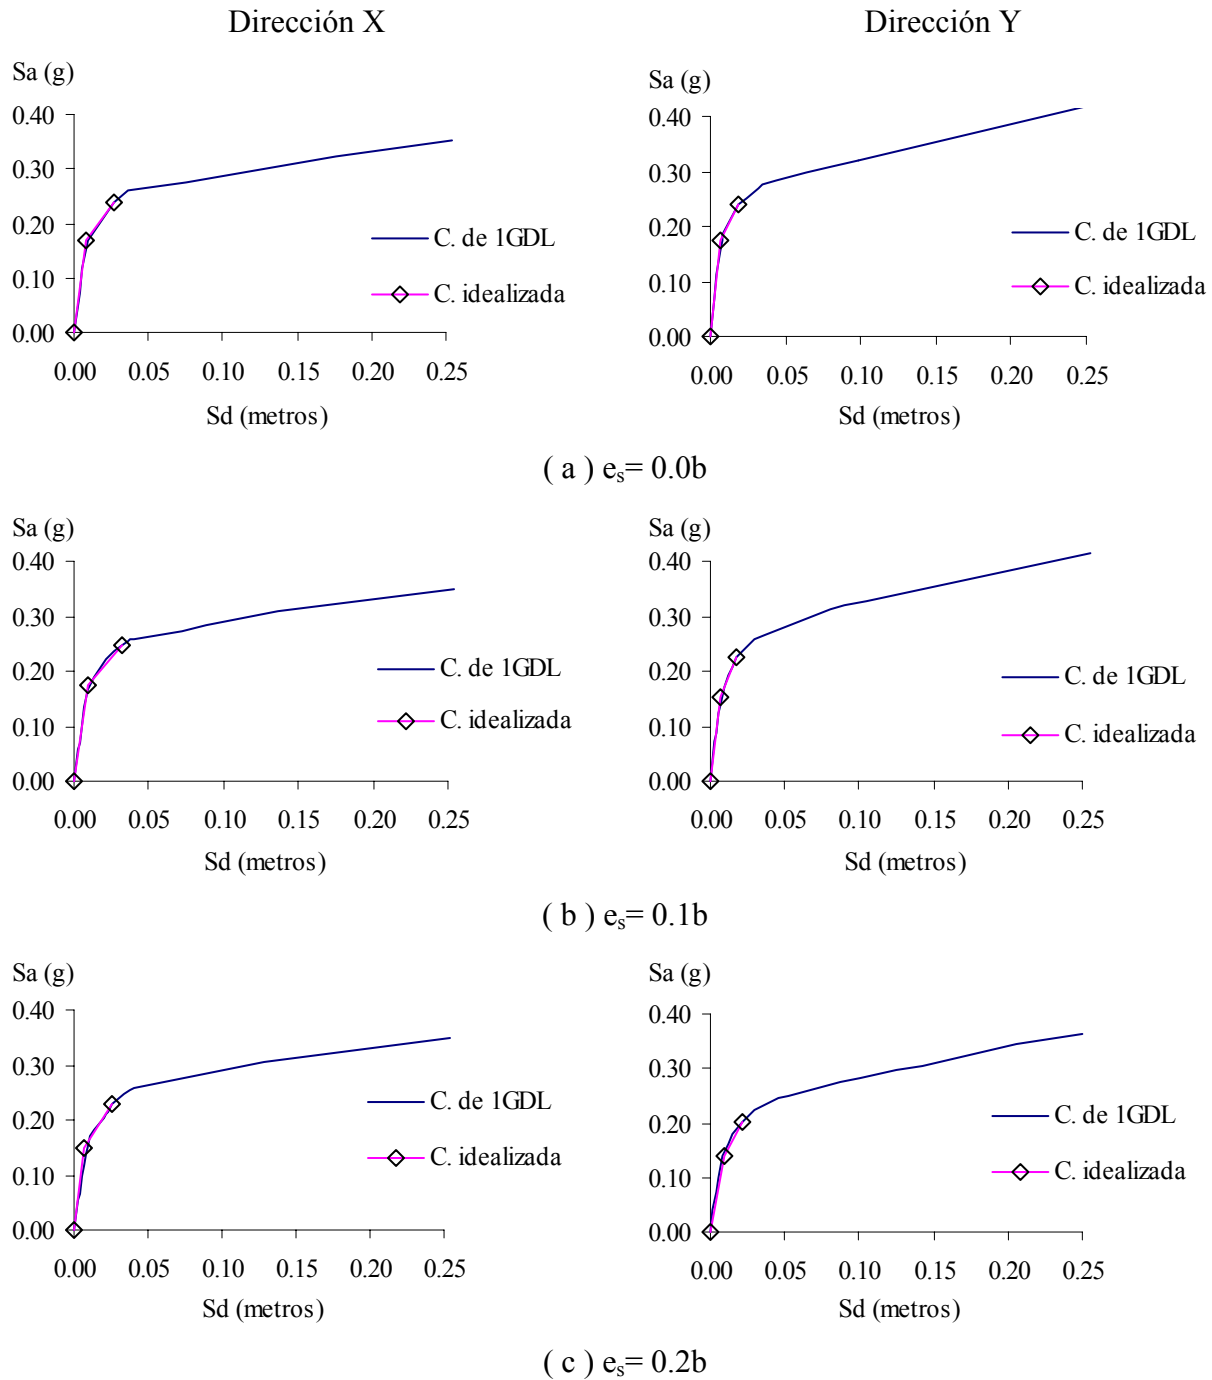 Dirección X
Dirección Y
Sa (g)
0.40
0.30
0.20
0.10
0.00
0.00 0.05 0.10 0.15 0.20 0.25
Sd (metros)
C. de 1GDL
C. idealizada
Sa (g)
0.40
0.30
0.20
0.10
0.00
0.00 0.05 0.10 0.15 0.20 0.25
Sd (metros)
C. de 1GDL
C. idealizada
( a ) es= 0.0b
Sa (g)
0.40
0.30
0.20
0.10
0.00
0.00 0.05 0.10 0.15 0.20 0.25
Sd (metros)
C. de 1GDL
C. idealizada
Sa (g)
0.40
0.30
0.20
0.10
0.00
0.00 0.05 0.10 0.15 0.20 0.25
Sd (metros)
C. de 1GDL
C. idealizada
( b ) es= 0.1b
Sa (g)
0.40
0.30
0.20
0.10
0.00
0.00 0.05 0.10 0.15 0.20 0.25
Sd (metros)
C. de 1GDL
C. idealizada
Sa (g)
0.40
0.30
0.20
0.10
0.00
0.00 0.05 0.10 0.15 0.20 0.25
Sd (metros)
C. de 1GDL
C. idealizada
( c ) es= 0.2b